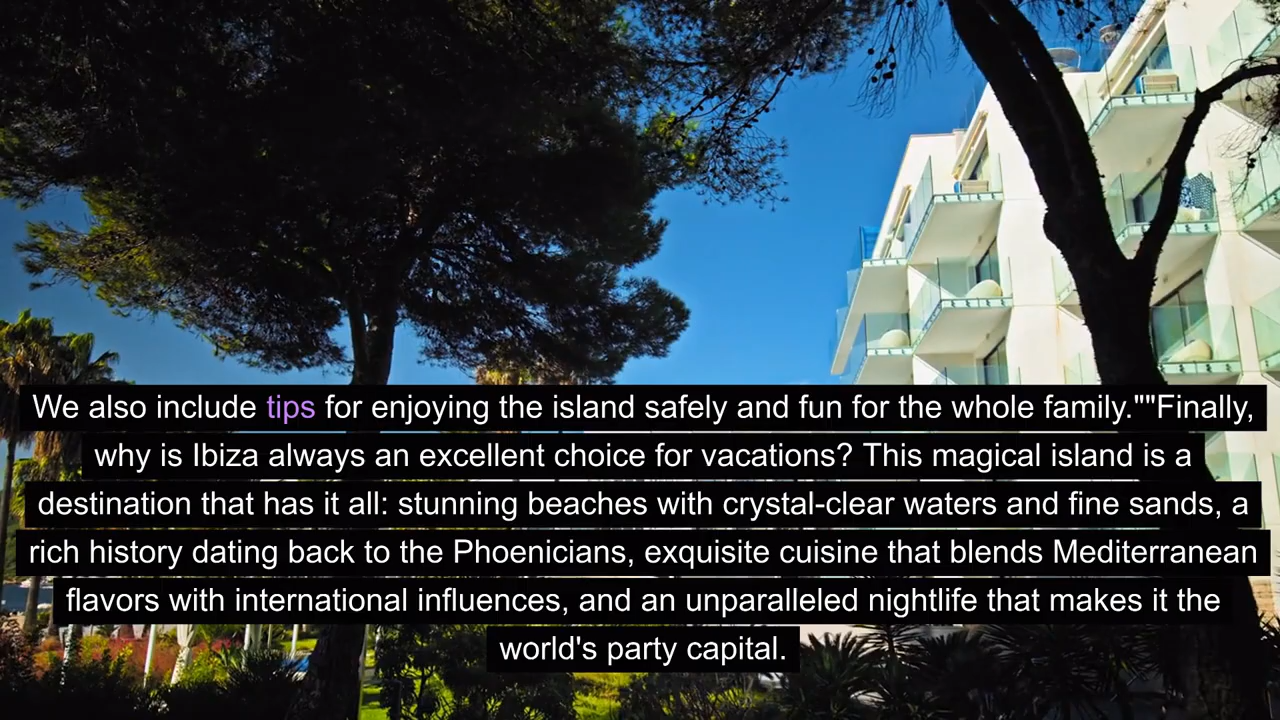 We also include tips for enjoying the island safely and fun for the whole family.""Finally,
why is Ibiza always an excellent choice for vacations? This magical island is a
destination that has it all: stunning beaches with crystal-clear waters and fine sands, a
rich history dating back to the Phoenicians, exquisite cuisine that blends Mediterranean
flavors with international influences, and an unparalleled nightlife that makes it the
world's party capital.